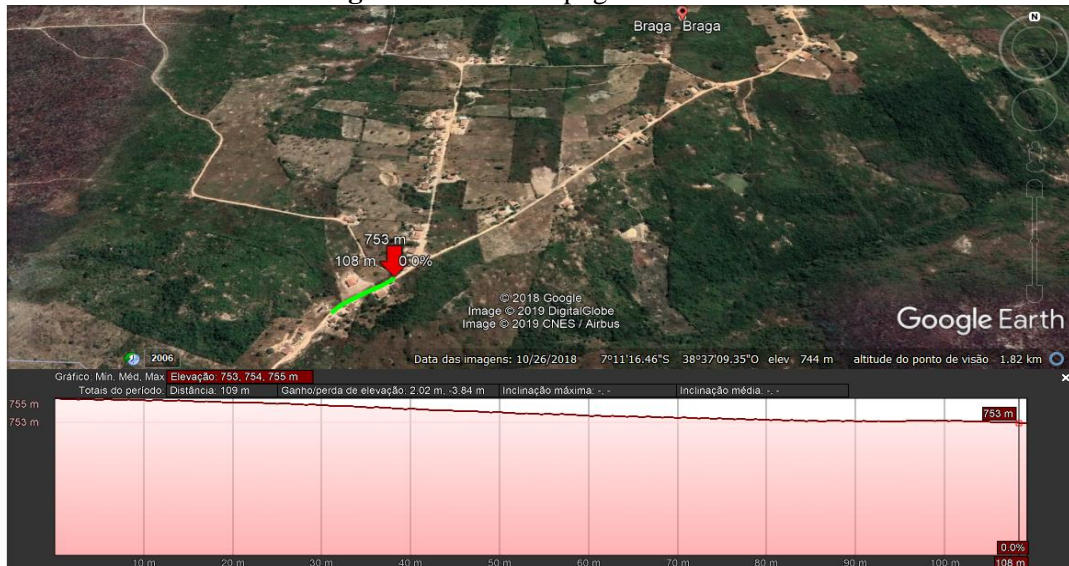 Braga - Braga
N
753 m
108 m 0.0%
© 2018 Google
Image © 2019 DigitalGlobe
Image © 2019 CNES / Airbus
Google Earth
2006
Data das imagens: 10/26/2018 7°11'16.46"S 38°37'09.35"O elev 744 m altitude do ponto de visão 1.82 km
Gráfico: Mín, Méd, Máx Elevação: 753, 754, 755 m
Totais do período: Distância: 109 m Ganho/perda de elevação: 2,02 m, -3,84 m Inclinação máxima: -, - Inclinação média: -, -
755 m
753 m
753 m
0.0%
10 m 20 m 30 m 40 m 50 m 60 m 70 m 80 m 90 m 100 m 108 m